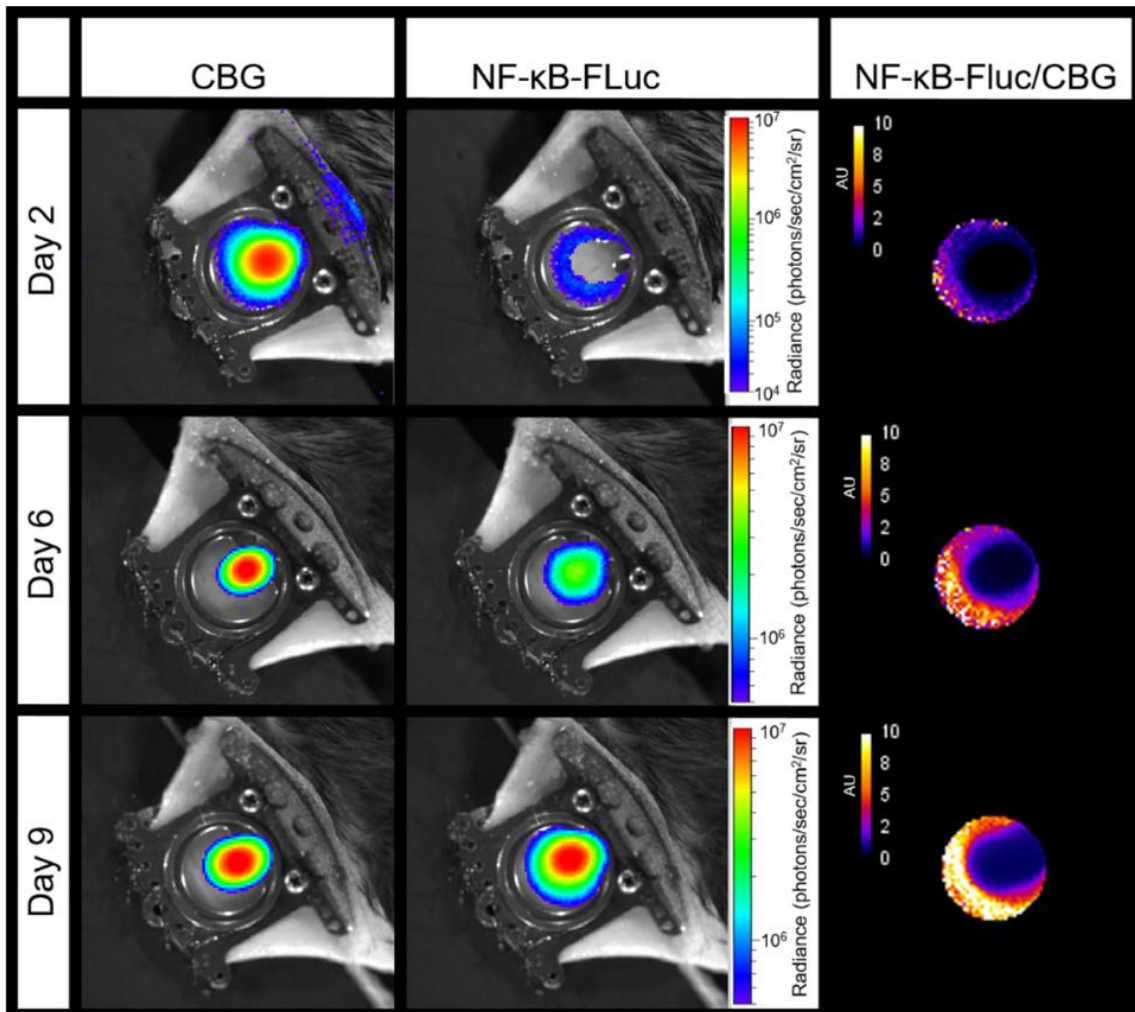 CBG
NF-κB-FLuc
NF-κB-Fluc/CBG
Day 2
10⁷
10⁶
10⁵
10⁴
Radiance (photons/sec/cm²/sr)
AU
10
8
5
2
0
Day 6
10⁷
10⁶
Radiance (photons/sec/cm²/sr)
AU
10
8
5
2
0
Day 9
10⁷
10⁶
Radiance (photons/sec/cm²/sr)
AU
10
8
5
2
0